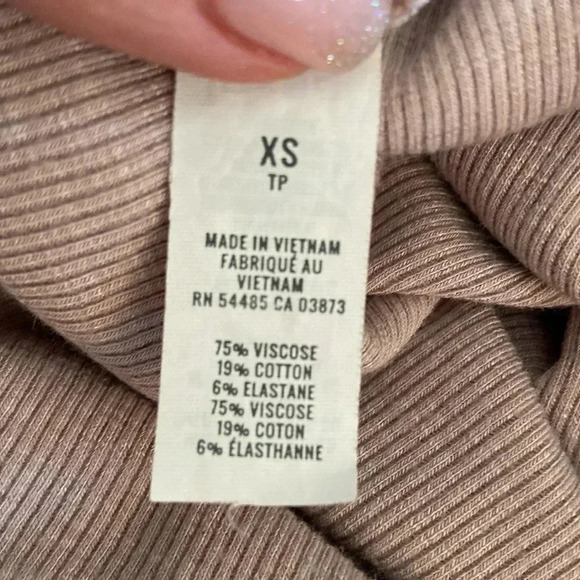 XS
TP
MADE IN VIETNAM
FABRIQUÉ AU
VIETNAM
RN 54485 CA 03873
75% VISCOSE
19% COTTON
6% ELASTANE
75% VISCOSE
19% COTON
6% ÉLASTHANNE